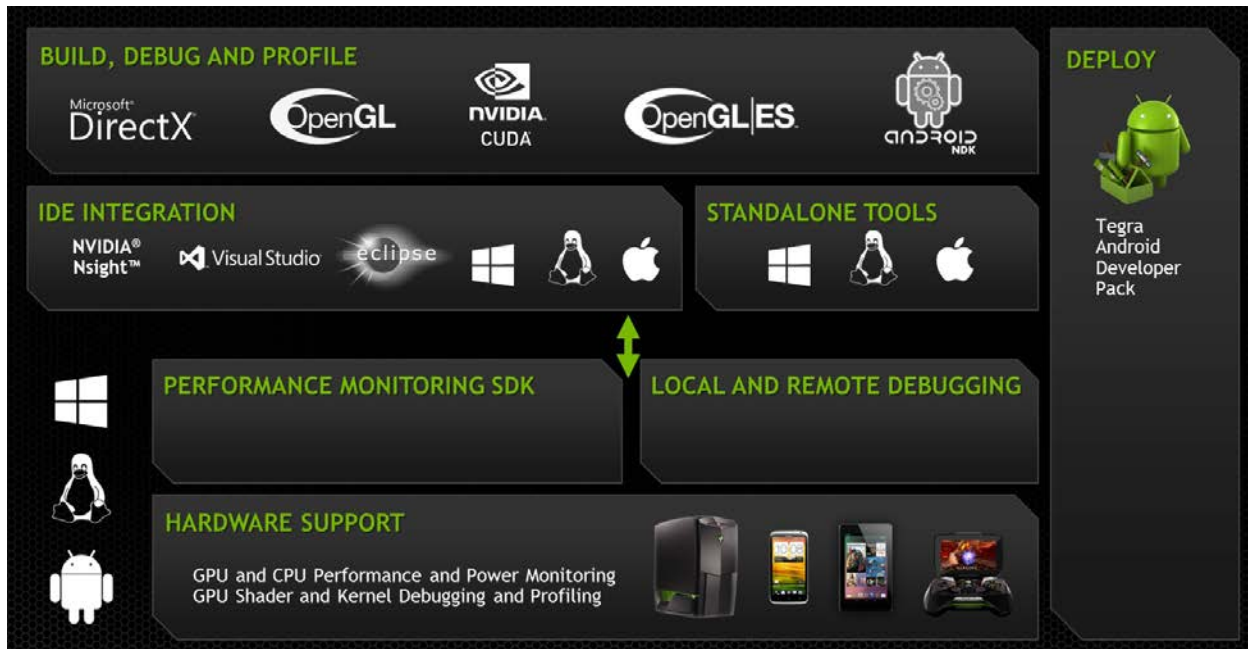 BUILD, DEBUG AND PROFILE
Microsoft®
DirectX
OpenGL
NVIDIA.
CUDA
OpenGL|ES.
ANDROID
NDK
DEPLOY
Tegra
Android
Developer
Pack
IDE INTEGRATION
NVIDIA®
Nsight™
Visual Studio
eclipse
STANDALONE TOOLS
PERFORMANCE MONITORING SDK
LOCAL AND REMOTE DEBUGGING
HARDWARE SUPPORT
GPU and CPU Performance and Power Monitoring
GPU Shader and Kernel Debugging and Profiling
10:08